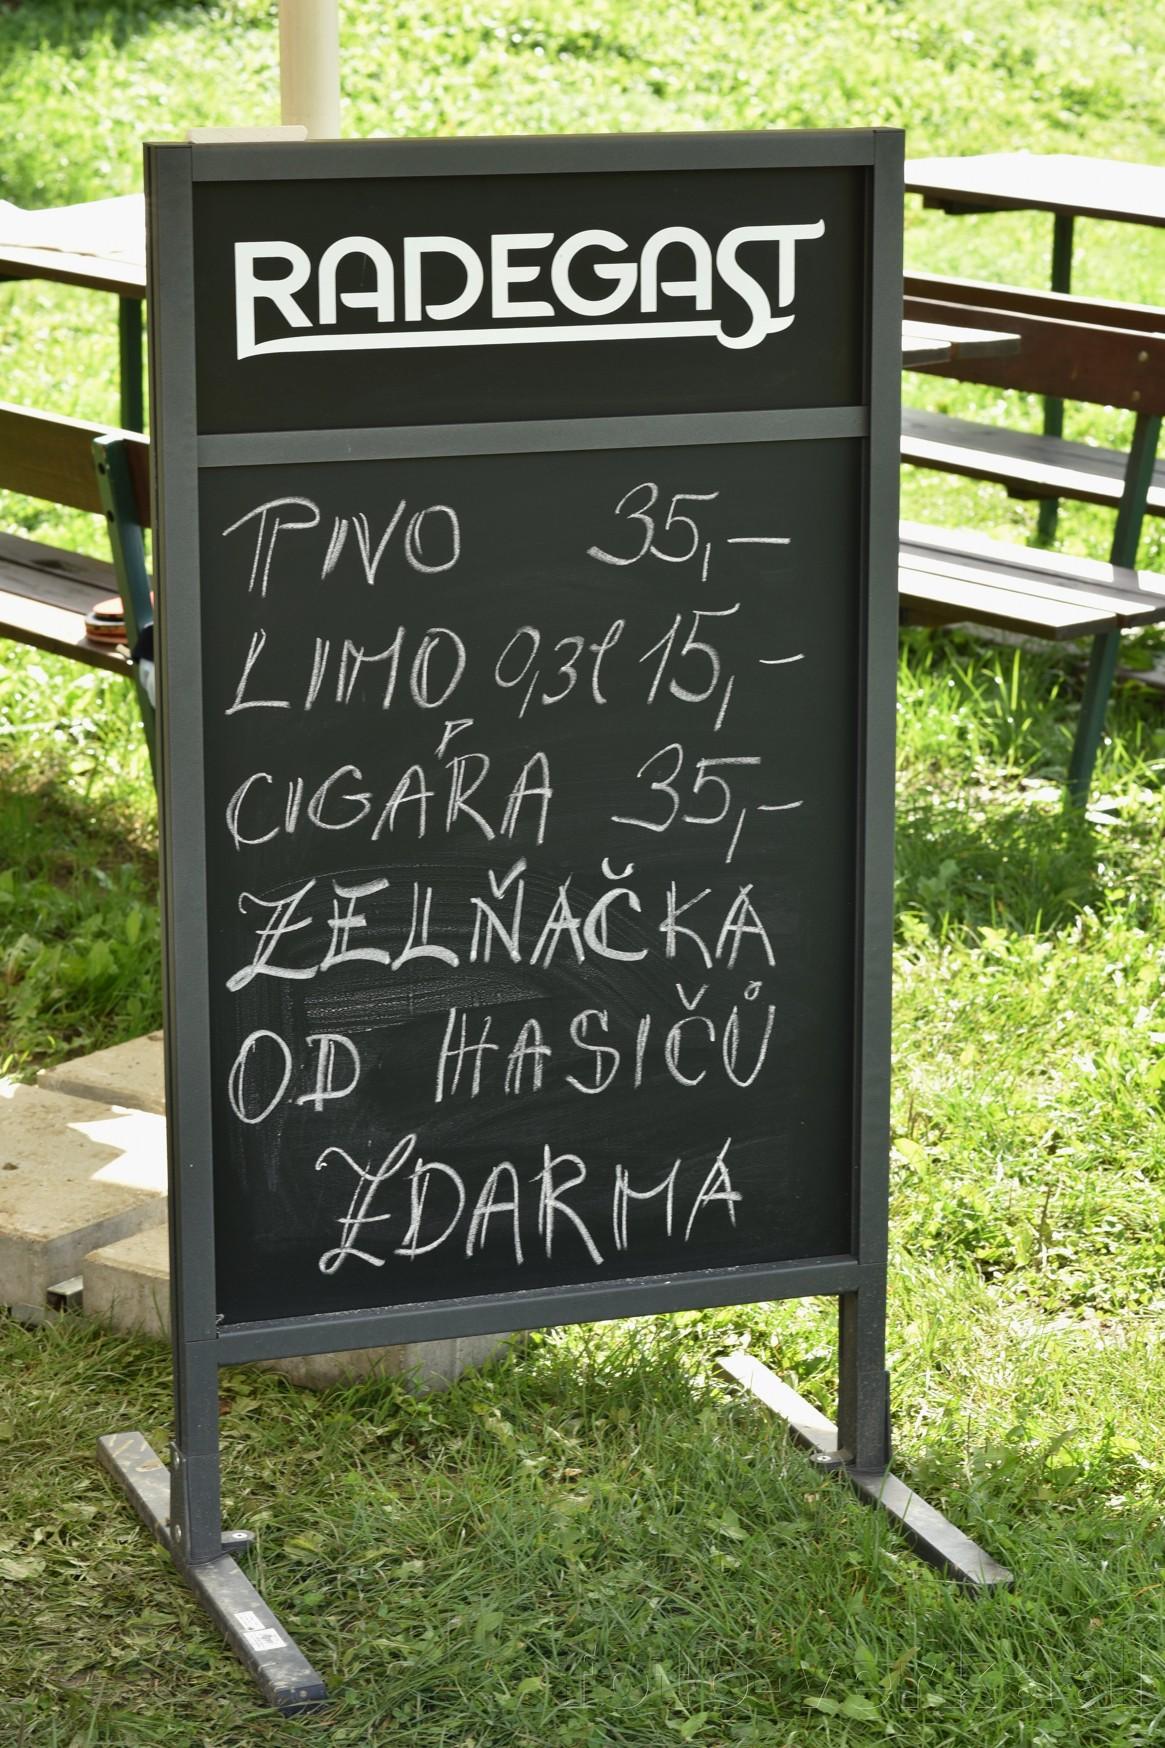 RADEGAST
PIVO 35,-
LIMO 0,3l 15,-
CIGÁRA 35,-
ZELŇAČKA
OD HASIČŮ
ZDARMA